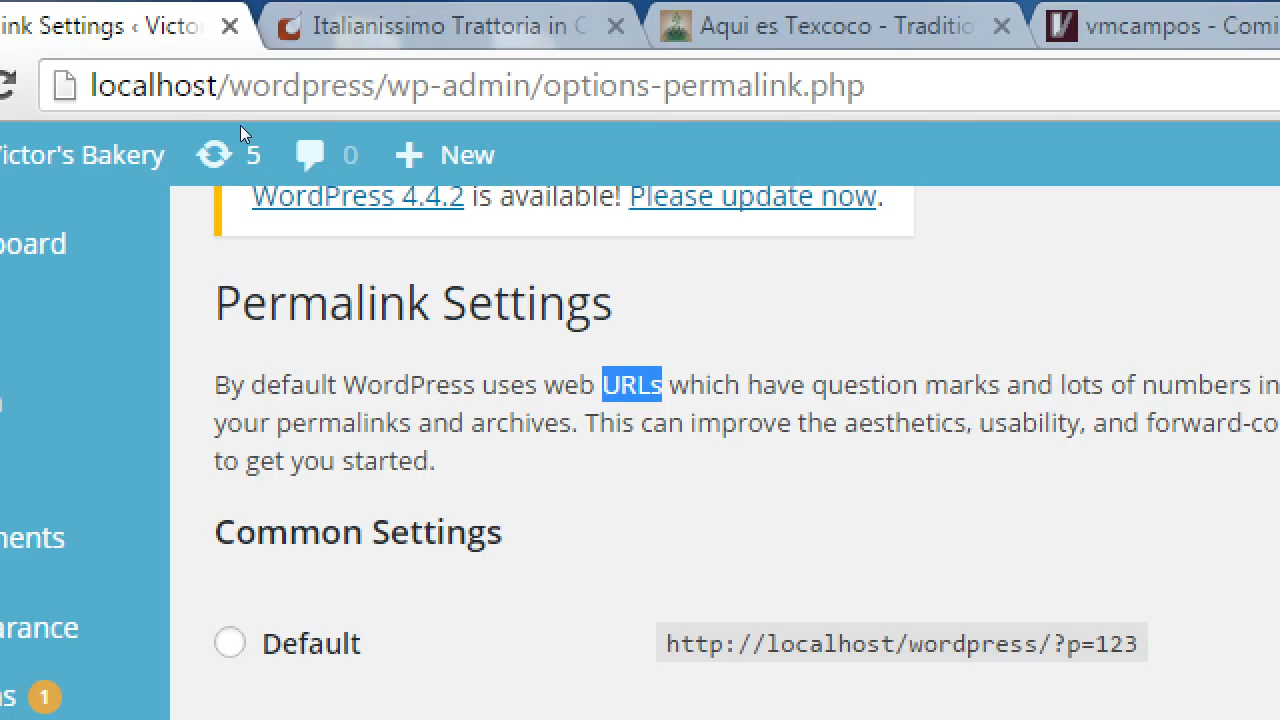 ink Settings ‹ Victor
Italianissimo Trattoria in C
Aqui es Texcoco - Traditio
vmcampos - Comi
localhost/wordpress/wp-admin/options-permalink.php
ictor's Bakery
5
0
New
WordPress 4.4.2 is available! Please update now.
board
Permalink Settings
By default WordPress uses web URLs which have question marks and lots of numbers in
your permalinks and archives. This can improve the aesthetics, usability, and forward-co
to get you started.
Common Settings
ments
arance
Default
http://localhost/wordpress/?p=123
s 1